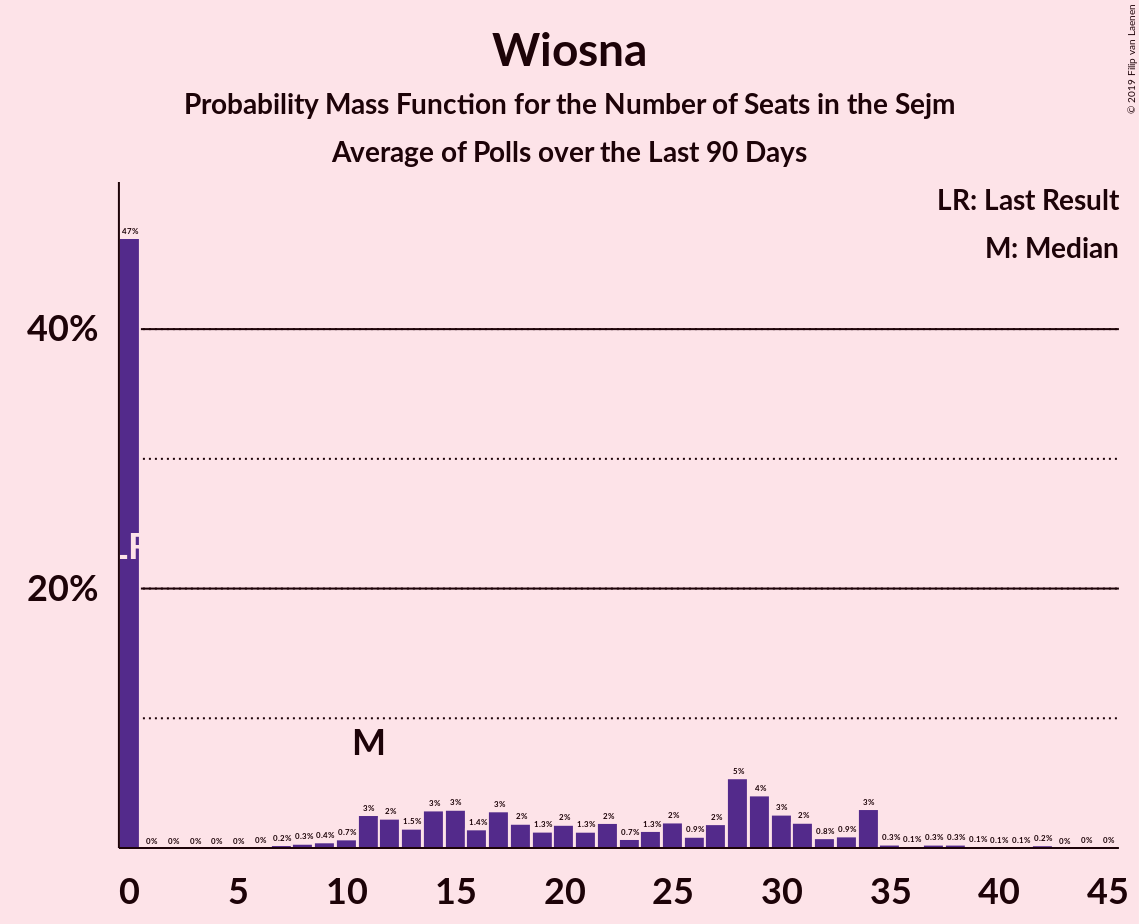 Wiosna
Probability Mass Function for the Number of Seats in the Sejm
Average of Polls over the Last 90 Days
© 2019 Filip van Laenen
LR: Last Result
M: Median
40%
20%
LR
M
47% 0% 0% 0% 0% 0% 0% 0.2% 0.3% 0.4% 0.7% 3% 2% 1.5% 3% 3% 1.4% 3% 2% 1.3% 2% 1.3% 2% 0.7% 1.3% 2% 0.9% 2% 5% 4% 3% 2% 0.8% 0.9% 3% 0.3% 0.1% 0.3% 0.3% 0.1% 0.1% 0.1% 0.2% 0% 0% 0%
0 5 10 15 20 25 30 35 40 45